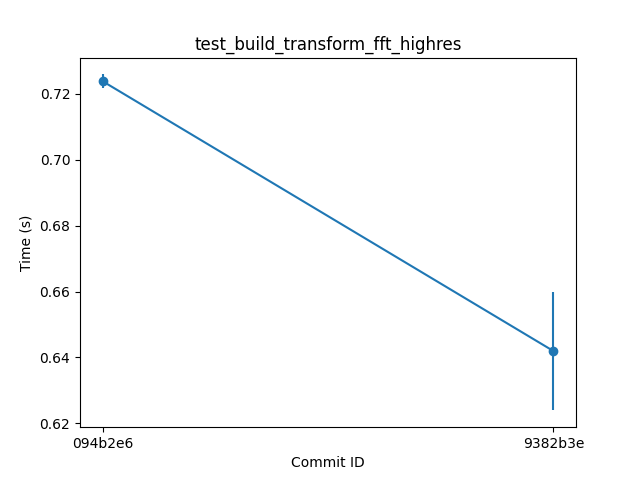 test_build_transform_fft_highres
0.72
0.70
0.68
0.66
0.64
0.62
Time (s)
094b2e6
9382b3e
Commit ID